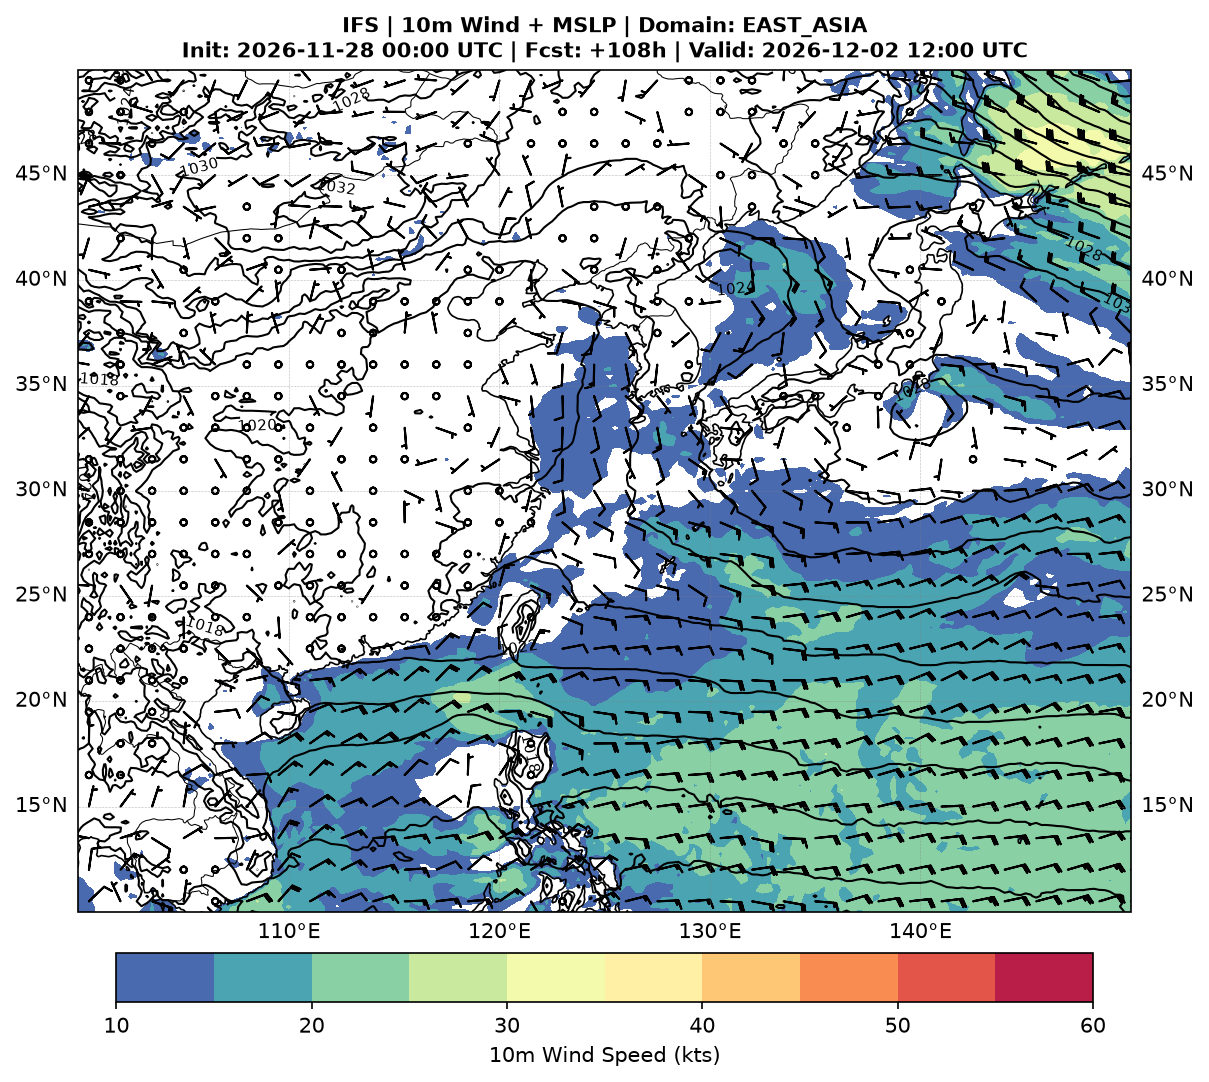 IFS | 10m Wind + MSLP | Domain: EAST_ASIA
Init: 2026-11-28 00:00 UTC | Fcst: +108h | Valid: 2026-12-02 12:00 UTC
1028
1030
1032
45°N
45°N
1028
40°N
1024
40°N
1018
35°N
35°N
1020
30°N
30°N
25°N
25°N
1018
1022
20°N
20°N
15°N
15°N
110°E
120°E
130°E
140°E
10
20
30
40
50
60
10m Wind Speed (kts)